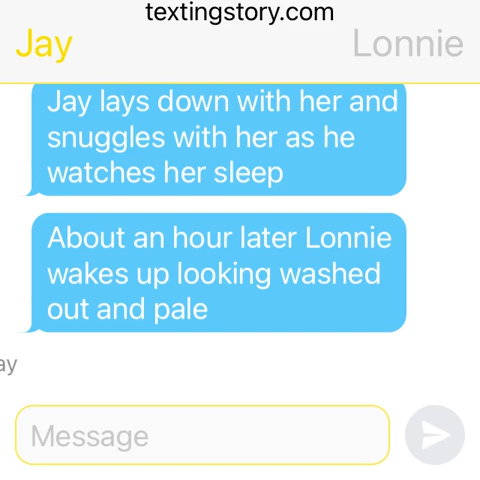 textingstory.com
Jay
Lonnie
Jay lays down with her and
snuggles with her as he
watches her sleep
About an hour later Lonnie
wakes up looking washed
out and pale
ay
Message